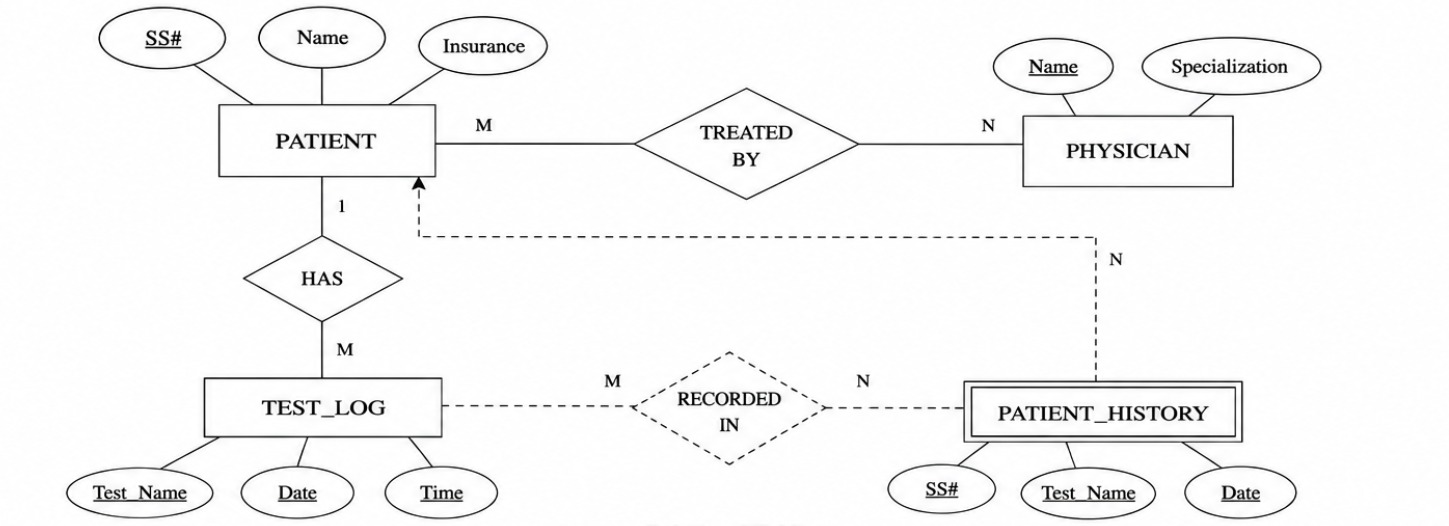 SS#
Name
Insurance
Name
Specialization
PATIENT
M
TREATED
BY
N
PHYSICIAN
1
N
HAS
M
TEST_LOG
M
RECORDED
IN
N
PATIENT_HISTORY
Test_Name
Date
Time
SS#
Test_Name
Date